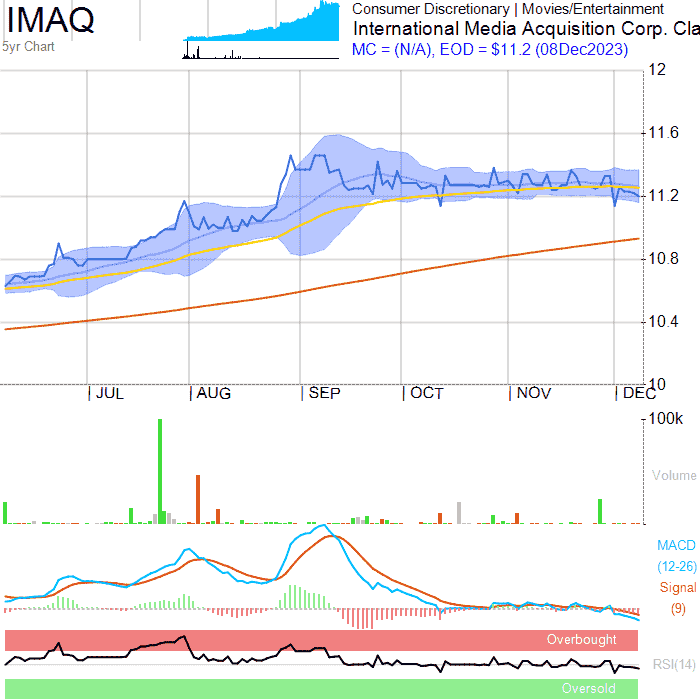 IMAQ
5yr Chart
Consumer Discretionary | Movies/Entertainment
International Media Acquisition Corp. Cla
MC = (N/A), EOD = $11.2 (08Dec2023)
12
11.6
11.2
10.8
10.4
10
JUL AUG SEP OCT NOV DEC
100k
Volume
MACD
(12-26)
Signal
(9)
Overbought
RSI(14)
Oversold